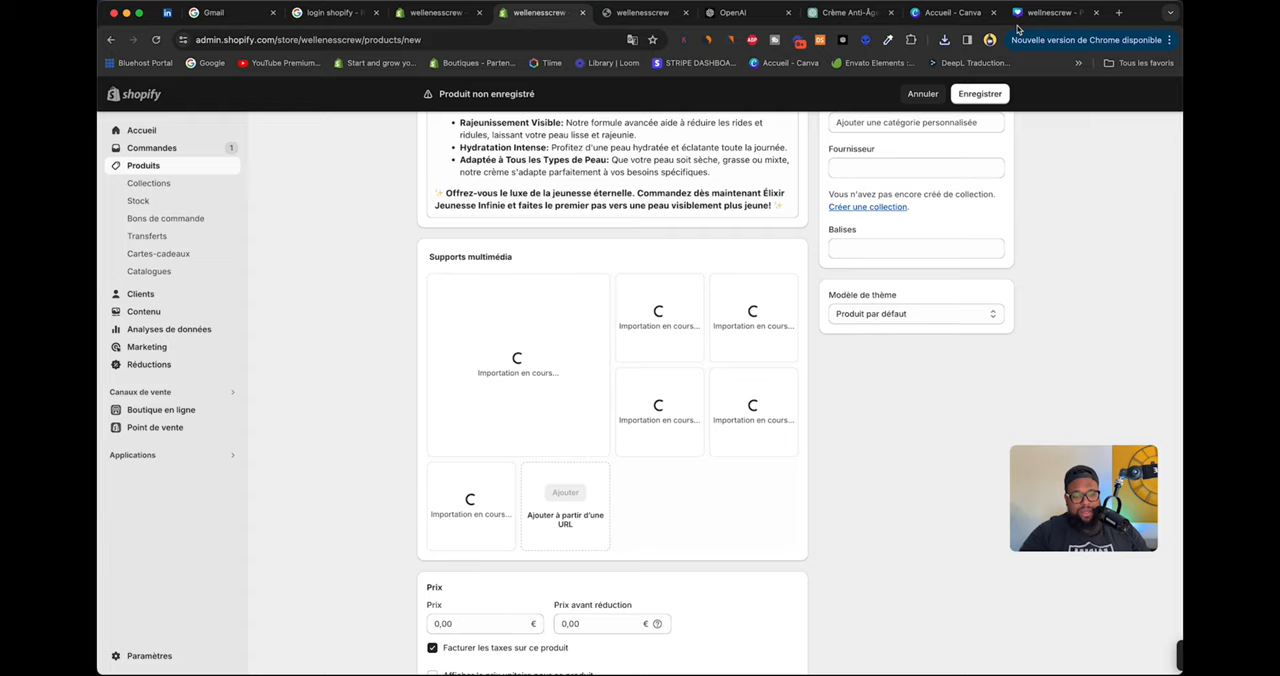 Gmail
login shopify -
wellenesscrew
wellenesscrew
wellenesscrew
OpenAI
Crème Anti-Âg
Accueil - Canva
wellnescrew - P
admin.shopify.com/store/wellenesscrew/products/new
Nouvelle version de Chrome disponible
Bluehost Portal
Google
YouTube Premium...
Start and grow yo...
Boutiques - Parten...
Tiime
Library | Loom
STRIPE DASHBOA...
Accueil - Canva
Envato Elements :...
DeepL Traduction...
Tous les favoris
shopify
Produit non enregistré
Annuler
Enregistrer
Accueil
Commandes
1
Produits
Collections
Stock
Bons de commande
Transferts
Cartes-cadeaux
Catalogues
Clients
Contenu
Analyses de données
Marketing
Réductions
Canaux de vente
Boutique en ligne
Point de vente
Applications
Paramètres
• Rajeunissement Visible: Notre formule avancée aide à réduire les rides et
ridules, laissant votre peau lisse et rajeunie.
• Hydratation Intense: Profitez d'une peau hydratée et éclatante toute la journée.
• Adaptée à Tous les Types de Peau: Que votre peau soit sèche, grasse ou mixte,
notre crème s'adapte parfaitement à vos besoins spécifiques.
✨ Offrez-vous le luxe de la jeunesse éternelle. Commandez dès maintenant Élixir
Jeunesse Infinie et faites le premier pas vers une peau visiblement plus jeune! ✨
Supports multimédia
Importation en cours...
Importation en cours...
Importation en cours...
Importation en cours...
Importation en cours...
Importation en cours...
Ajouter
Ajouter à partir d'une
URL
Prix
Prix
Prix avant réduction
0,00 €
0,00 €
Facturer les taxes sur ce produit
Ajouter une catégorie personnalisée
Fournisseur
Vous n'avez pas encore créé de collection.
Créer une collection.
Balises
Modèle de thème
Produit par défaut